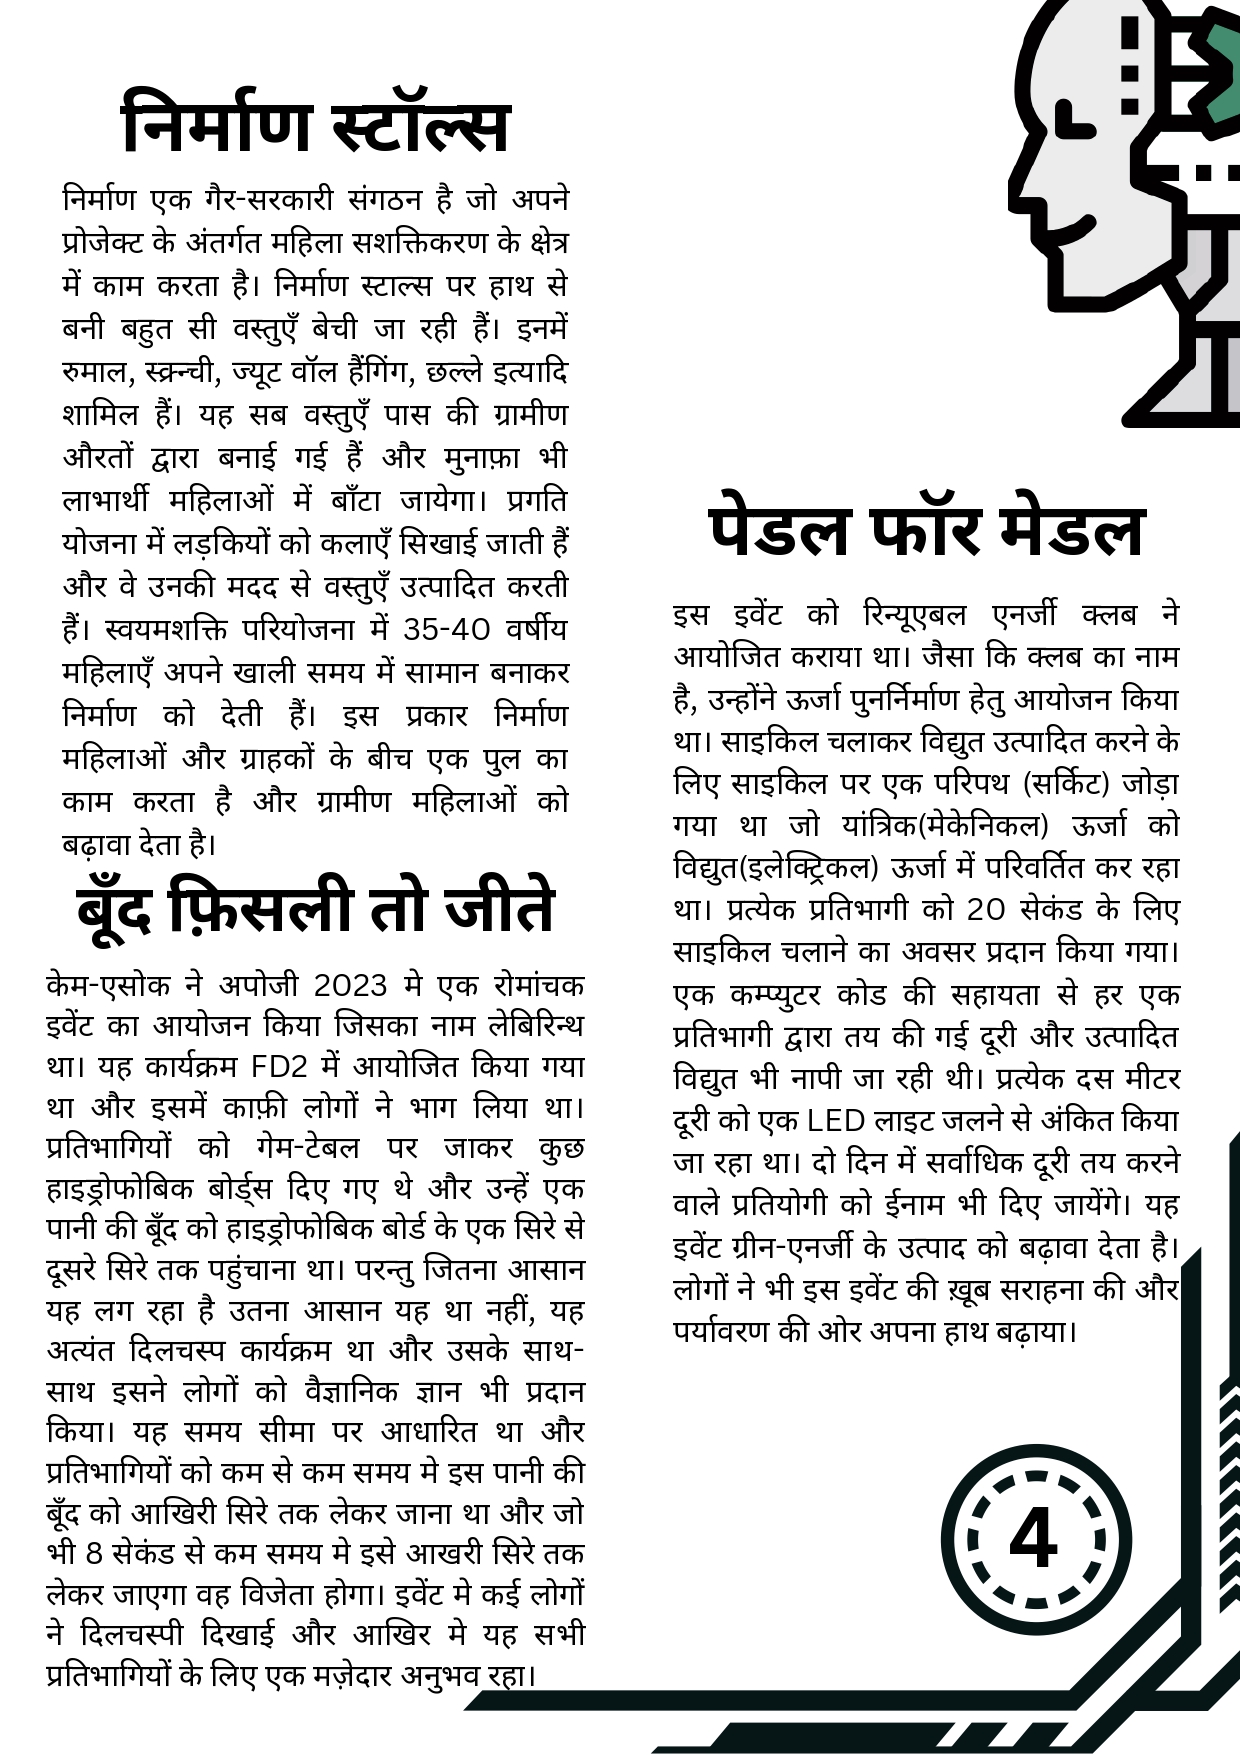 निर्माण स्टॉल्स
निर्माण एक गैर-सरकारी संगठन है जो अपने
प्रोजेक्ट के अंतर्गत महिला सशक्तिकरण के क्षेत्र
में काम करता है। निर्माण स्टाल्स पर हाथ से
बनी बहुत सी वस्तुएँ बेची जा रही हैं। इनमें
रुमाल, स्क्रन्ची, ज्यूट वॉल हैंगिंग, छल्ले इत्यादि
शामिल हैं। यह सब वस्तुएँ पास की ग्रामीण
औरतों द्वारा बनाई गई हैं और मुनाफ़ा भी
लाभार्थी महिलाओं में बाँटा जायेगा। प्रगति
योजना में लड़कियों को कलाएँ सिखाई जाती हैं
और वे उनकी मदद से वस्तुएँ उत्पादित करती
हैं। स्वयमशक्ति परियोजना में 35-40 वर्षीय
महिलाएँ अपने खाली समय में सामान बनाकर
निर्माण को देती हैं। इस प्रकार निर्माण
महिलाओं और ग्राहकों के बीच एक पुल का
काम करता है और ग्रामीण महिलाओं को
बढ़ावा देता है।
बूँद फ़िसली तो जीते
केम-एसोक ने अपोजी 2023 मे एक रोमांचक
इवेंट का आयोजन किया जिसका नाम लेबिरिन्थ
था। यह कार्यक्रम FD2 में आयोजित किया गया
था और इसमें काफ़ी लोगों ने भाग लिया था।
प्रतिभागियों को गेम-टेबल पर जाकर कुछ
हाइड्रोफोबिक बोर्ड्स दिए गए थे और उन्हें एक
पानी की बूँद को हाइड्रोफोबिक बोर्ड के एक सिरे से
दूसरे सिरे तक पहुंचाना था। परन्तु जितना आसान
यह लग रहा है उतना आसान यह था नहीं, यह
अत्यंत दिलचस्प कार्यक्रम था और उसके साथ-
साथ इसने लोगों को वैज्ञानिक ज्ञान भी प्रदान
किया। यह समय सीमा पर आधारित था और
प्रतिभागियों को कम से कम समय मे इस पानी की
बूँद को आखिरी सिरे तक लेकर जाना था और जो
भी 8 सेकंड से कम समय मे इसे आखरी सिरे तक
लेकर जाएगा वह विजेता होगा। इवेंट मे कई लोगों
ने दिलचस्पी दिखाई और आखिर मे यह सभी
प्रतिभागियों के लिए एक मज़ेदार अनुभव रहा।
पेडल फॉर मेडल
इस इवेंट को रिन्यूएबल एनर्जी क्लब ने
आयोजित कराया था। जैसा कि क्लब का नाम
है, उन्होंने ऊर्जा पुनर्निर्माण हेतु आयोजन किया
था। साइकिल चलाकर विद्युत उत्पादित करने के
लिए साइकिल पर एक परिपथ (सर्किट) जोड़ा
गया था जो यांत्रिक(मेकेनिकल) ऊर्जा को
विद्युत(इलेक्ट्रिकल) ऊर्जा में परिवर्तित कर रहा
था। प्रत्येक प्रतिभागी को 20 सेकंड के लिए
साइकिल चलाने का अवसर प्रदान किया गया।
एक कम्प्युटर कोड की सहायता से हर एक
प्रतिभागी द्वारा तय की गई दूरी और उत्पादित
विद्युत भी नापी जा रही थी। प्रत्येक दस मीटर
दूरी को एक LED लाइट जलने से अंकित किया
जा रहा था। दो दिन में सर्वाधिक दूरी तय करने
वाले प्रतियोगी को ईनाम भी दिए जायेंगे। यह
इवेंट ग्रीन-एनर्जी के उत्पाद को बढ़ावा देता है।
लोगों ने भी इस इवेंट की ख़ूब सराहना की और
पर्यावरण की ओर अपना हाथ बढ़ाया।
4